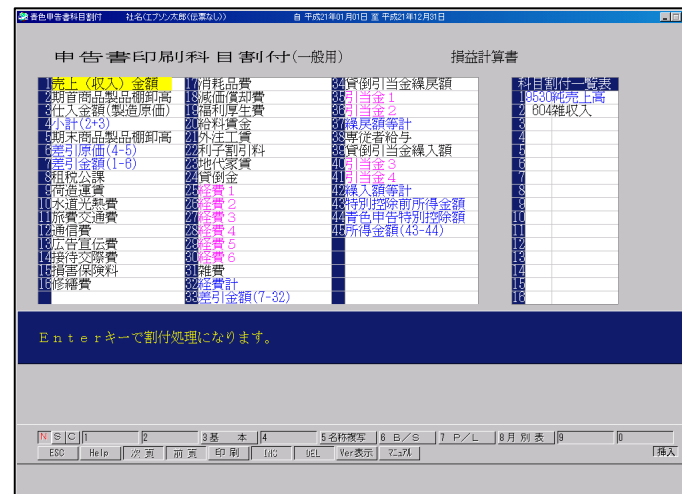 青色申告書科目割付 社名(エプソン太郎(伝票なし)) 自 平成21年01月01日 至 平成21年12月31日
申告書印刷科目割付(一般用) 損益計算書
1売上（収入）金額
2期首商品製品棚卸高
3仕入金額(製造原価)
4小計(2+3)
5期末商品製品棚卸高
6差引原価(4-5)
7差引金額(1-6)
8租税公課
9荷造運賃
10水道光熱費
11旅費交通費
12通信費
13広告宣伝費
14接待交際費
15損害保険料
16修繕費
17消耗品費
18減価償却費
19福利厚生費
20給料賃金
21外注工賃
22利子割引料
23地代家賃
24貸倒金
25経費1
26経費2
27経費3
28経費4
29経費5
30経費6
31雑費
32経費計
33差引金額(7-32)
34貸倒引当金繰戻額
35引当金1
36引当金2
37繰戻額等計
38専従者給与
39貸倒引当金繰入額
40引当金3
41引当金4
42繰入額等計
43特別控除前所得金額
44青色申告特別控除額
45所得金額(43-44)
科目割付一覧表
1 9530純売上高
2 604雑収入
3
4
5
6
7
8
9
10
11
12
13
14
15
16
Enterキーで割付処理になります。
N S C 1 2 3基 本 4 5名称複写 6 B／S 7 P／L 8月別表 9 0
ESC Help 次頁 前頁 印刷 INS DEL Ver表示 マニュアル 挿入